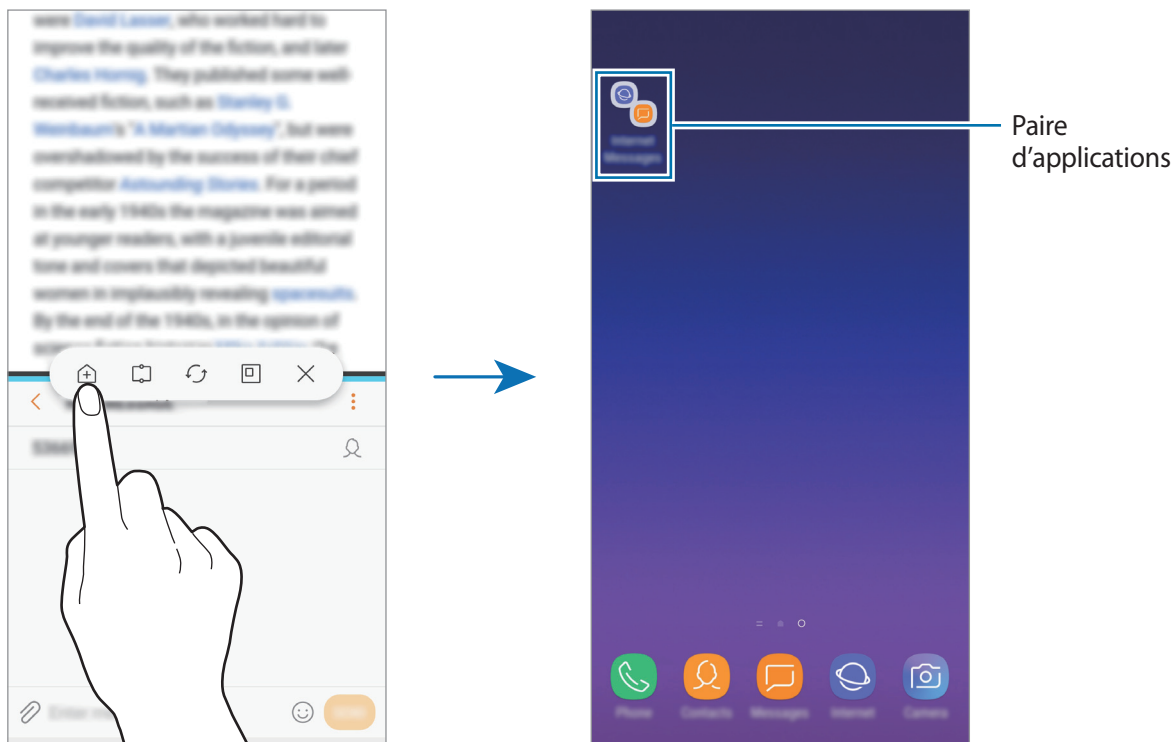 were David Lasser, who worked hard to
improve the quality of the fiction, and later
Charles Hornig. They published some well-
received fiction, such as Stanley G.
Weinbaum's "A Martian Odyssey", but were
overshadowed by the success of their chief
competitor Astounding Stories. For a period
in the early 1940s the magazine was aimed
at younger readers, with a juvenile editorial
tone and covers that depicted beautiful
women in implausibly revealing spacesuits.
By the end of the 1940s, in the opinion of
Enter
Internet
Messages
Paire
d'applications
Phone
Contacts
Messages
Internet
Camera